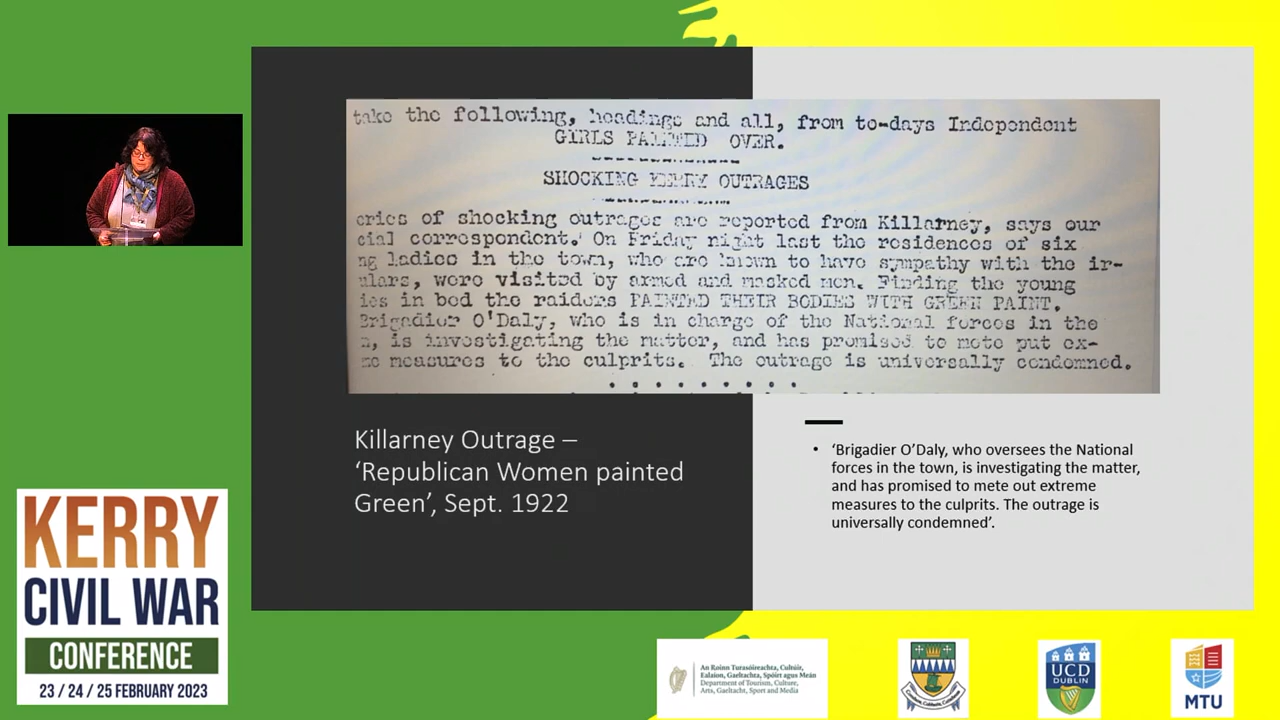 take the following, headings and all, from to-days Independent
GIRLS PAINTED OVER.
SHOCKING KERRY OUTRAGES
eries of shocking outrages are reported from Killarney, says our
cial correspondent. On Friday night last the residences of six
ng ladies in the town, who are known to have sympathy with the ir-
ulars, were visited by armed and masked men. Finding the young
ies in bed the raiders PAINTED THEIR BODIES WITH GREEN PAINT.
Brigadier O'Daly, who is in charge of the National forces in the
n, is investigating the matter, and has promised to mete put ex-
me measures to the culprits. The outrage is universally condemned.
Killarney Outrage –
‘Republican Women painted
Green’, Sept. 1922
• ‘Brigadier O’Daly, who oversees the National
forces in the town, is investigating the matter,
and has promised to mete out extreme
measures to the culprits. The outrage is
universally condemned’.
KERRY
CIVIL WAR
CONFERENCE
23 / 24 / 25 FEBRUARY 2023
An Roinn Turasóireachta, Cultúir,
Ealaíon, Gaeltachta, Spóirt agus Meán
Department of Tourism, Culture,
Arts, Gaeltacht, Sport and Media
UCD
DUBLIN
MTU